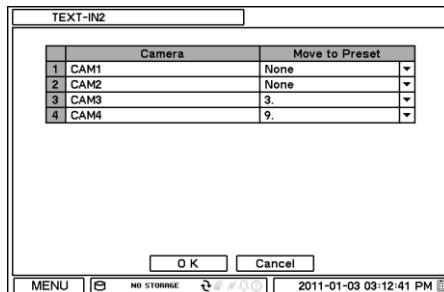 TEXT-IN2
Camera Move to Preset
1 CAM1 None
2 CAM2 None
3 CAM3 3.
4 CAM4 9.
OK Cancel
MENU NO STORAGE 2011-01-03 03:12:41 PM